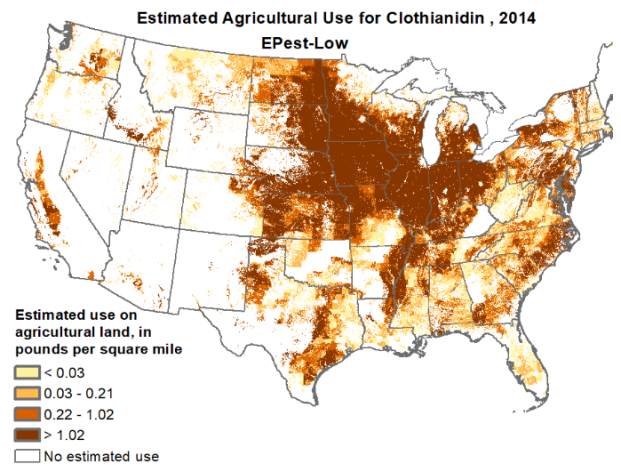 Estimated Agricultural Use for Clothianidin , 2014
EPest-Low
Estimated use on
agricultural land, in
pounds per square mile
< 0.03
0.03 - 0.21
0.22 - 1.02
> 1.02
No estimated use